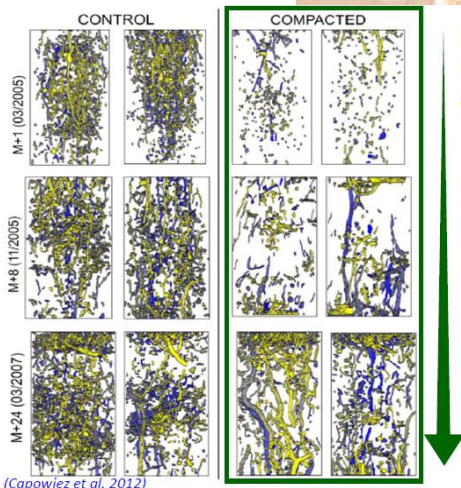 CONTROL
COMPACTED
M+1 (03/2005)
M+8 (11/2005)
M+24 (03/2007)
(Capowiez et al. 2012)